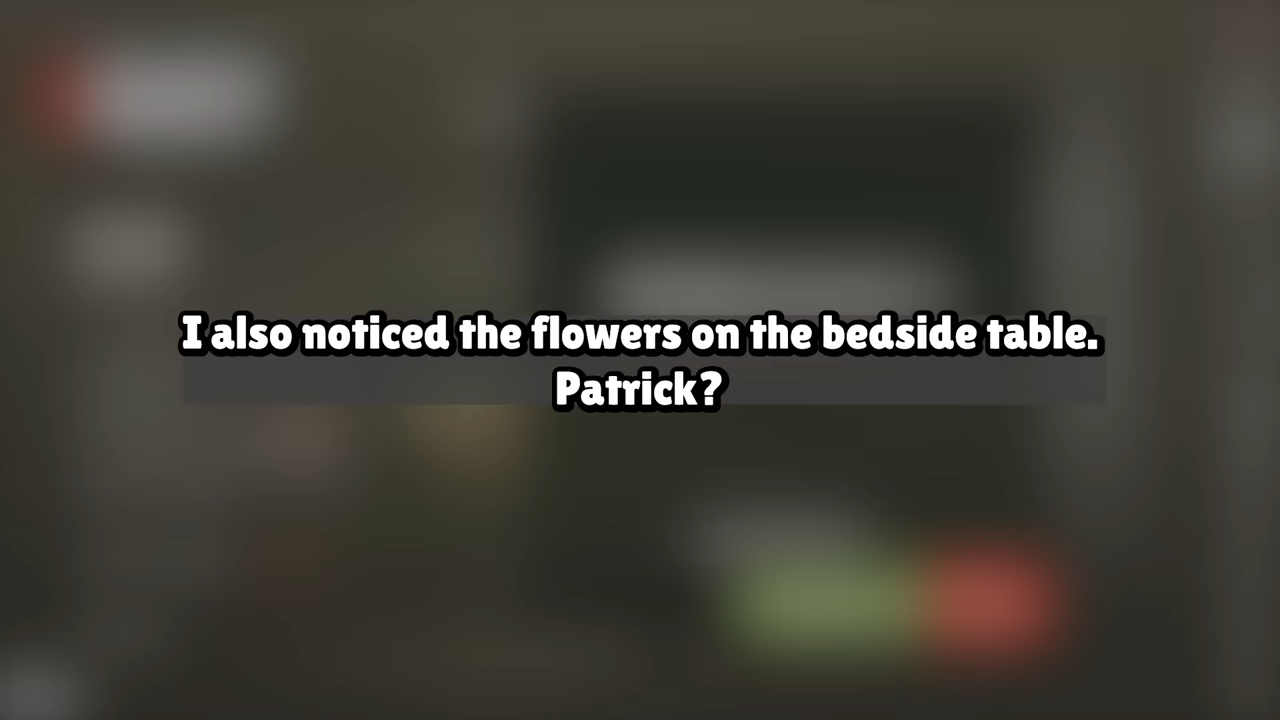 I also noticed the flowers on the bedside table.
Patrick?